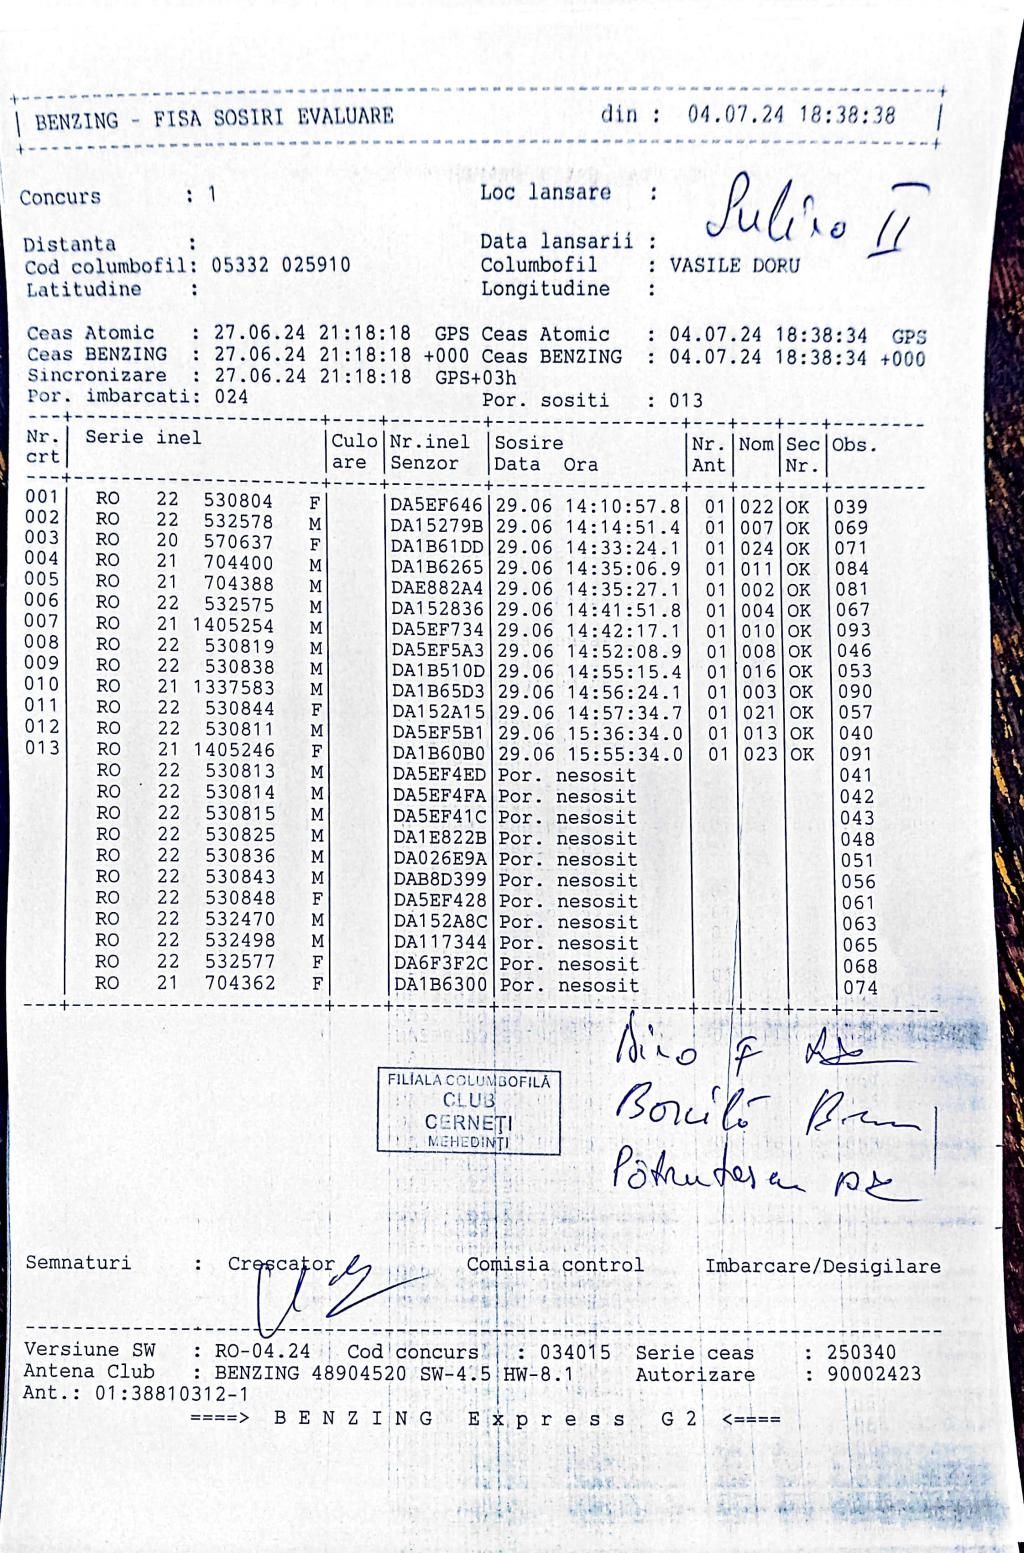 BENZING - FISA SOSIRI EVALUARE din : 04.07.24 18:38:38
Concurs : 1 Loc lansare :
II
Distanta : Data lansarii :
Cod columbofil: 05332 025910 Columbofil : VASILE DORU
Latitudine : Longitudine :
Ceas Atomic : 27.06.24 21:18:18 GPS Ceas Atomic : 04.07.24 18:38:34 GPS
Ceas BENZING : 27.06.24 21:18:18 +000 Ceas BENZING : 04.07.24 18:38:34 +000
Sincronizare : 27.06.24 21:18:18 GPS+03h
Por. imbarcati: 024 Por. sositi : 013
Nr. Serie inel Culo Nr.inel Sosire Nr. Nom Sec Obs.
crt are Senzor Data Ora Ant Nr.
001 RO 22 530804 F DA5EF646 29.06 14:10:57.8 01 022 OK 039
002 RO 22 532578 M DA15279B 29.06 14:14:51.4 01 007 OK 069
003 RO 20 570637 F DA1B61DD 29.06 14:33:24.1 01 024 OK 071
004 RO 21 704400 M DA1B6265 29.06 14:35:06.9 01 011 OK 084
005 RO 21 704388 M DAE882A4 29.06 14:35:27.1 01 002 OK 081
006 RO 22 532575 M DA152836 29.06 14:41:51.8 01 004 OK 067
007 RO 21 1405254 M DA5EF734 29.06 14:42:17.1 01 010 OK 093
008 RO 22 530819 M DA5EF5A3 29.06 14:52:08.9 01 008 OK 046
009 RO 22 530838 M DA1B510D 29.06 14:55:15.4 01 016 OK 053
010 RO 21 1337583 M DA1B65D3 29.06 14:56:24.1 01 003 OK 090
011 RO 22 530844 F DA152A15 29.06 14:57:34.7 01 021 OK 057
012 RO 22 530811 M DA5EF5B1 29.06 15:36:34.0 01 013 OK 040
013 RO 21 1405246 F DA1B60B0 29.06 15:55:34.0 01 023 OK 091
RO 22 530813 M DA5EF4ED Por. nesosit 041
RO 22 530814 M DA5EF4FA Por. nesosit 042
RO 22 530815 M DA5EF41C Por. nesosit 043
RO 22 530825 M DA1E822B Por. nesosit 048
RO 22 530836 M DA026E9A Por. nesosit 051
RO 22 530843 M DAB8D399 Por. nesosit 056
RO 22 530848 F DA5EF428 Por. nesosit 061
RO 22 532470 M DA152A8C Por. nesosit 063
RO 22 532498 M DA117344 Por. nesosit 065
RO 22 532577 F DA6F3F2C Por. nesosit 068
RO 21 704362 F DA1B6300 Por. nesosit 074
FILIALA COLUMBOFILĂ
CLUB
CERNEȚI
MEHEDINȚI
Semnaturi : Crescator Comisia control Imbarcare/Desigilare
Versiune SW : RO-04.24 Cod concurs : 034015 Serie ceas : 250340
Antena Club : BENZING 48904520 SW-4.5 HW-8.1 Autorizare : 90002423
Ant.: 01:38810312-1
====> BENZING Express G2 <====